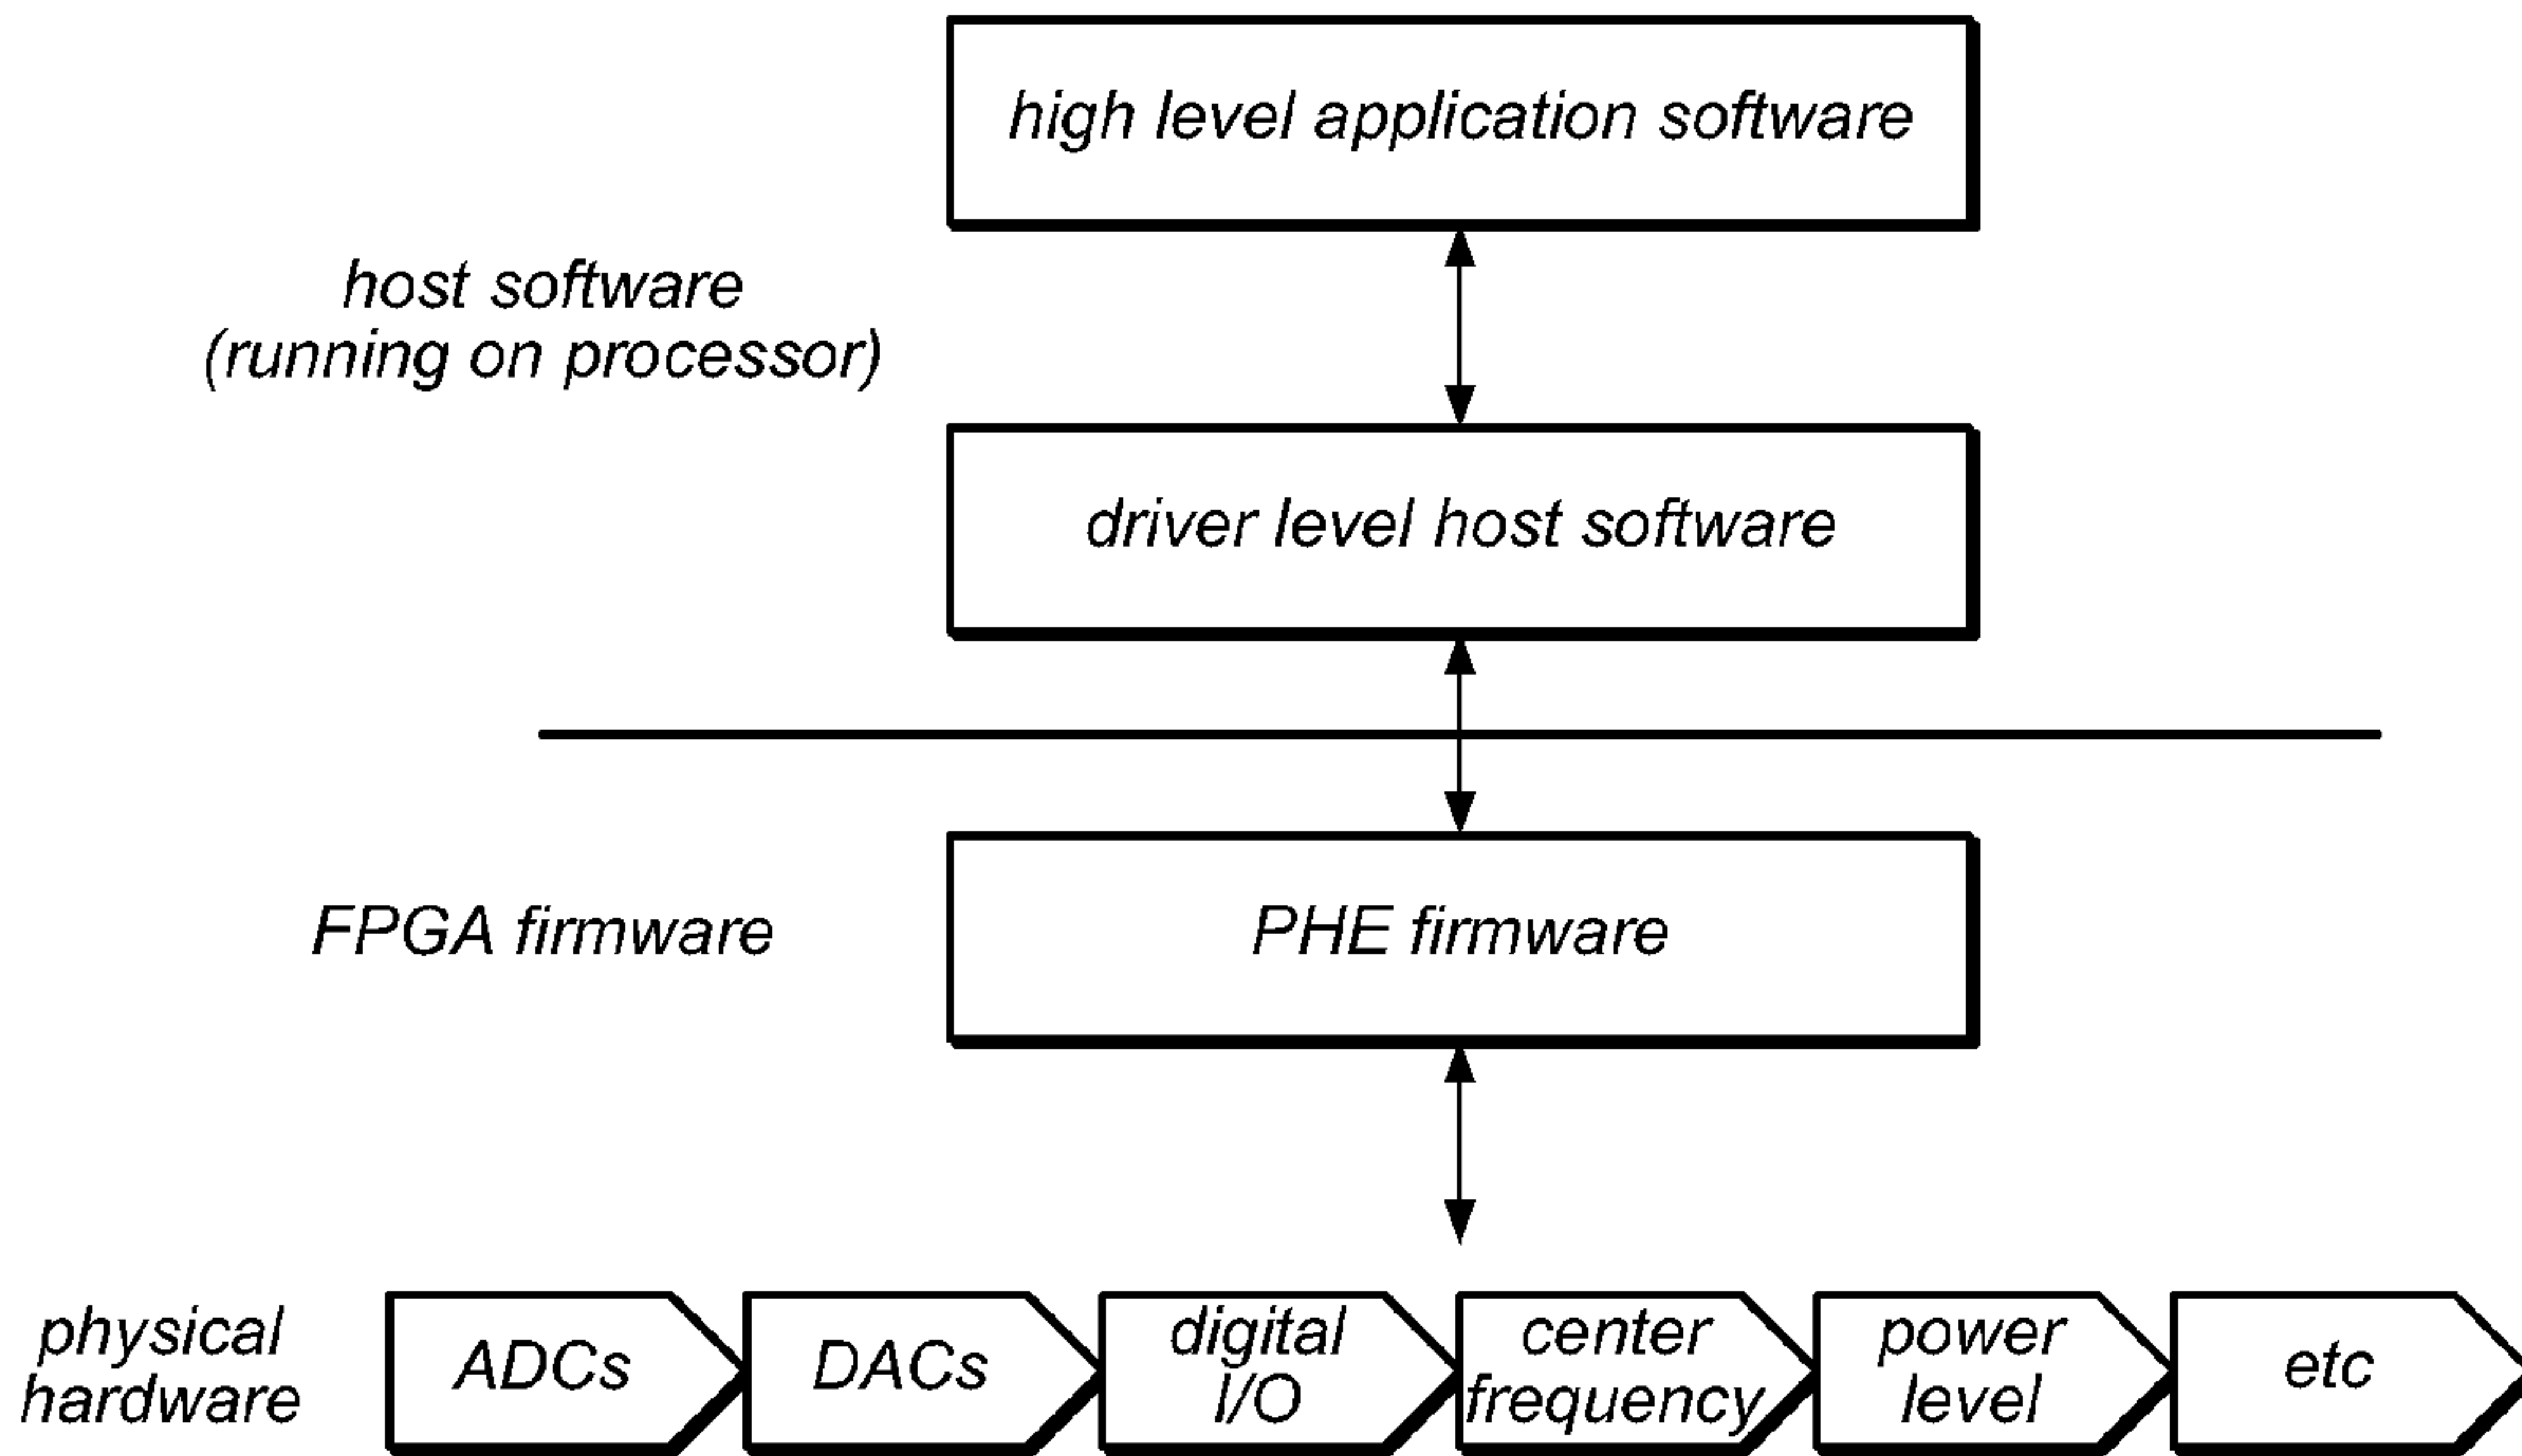 high level application software
host software
(running on processor)
driver level host software
FPGA firmware
PHE firmware
physical
hardware
ADCs
DACs
digital
I/O
center
frequency
power
level
etc